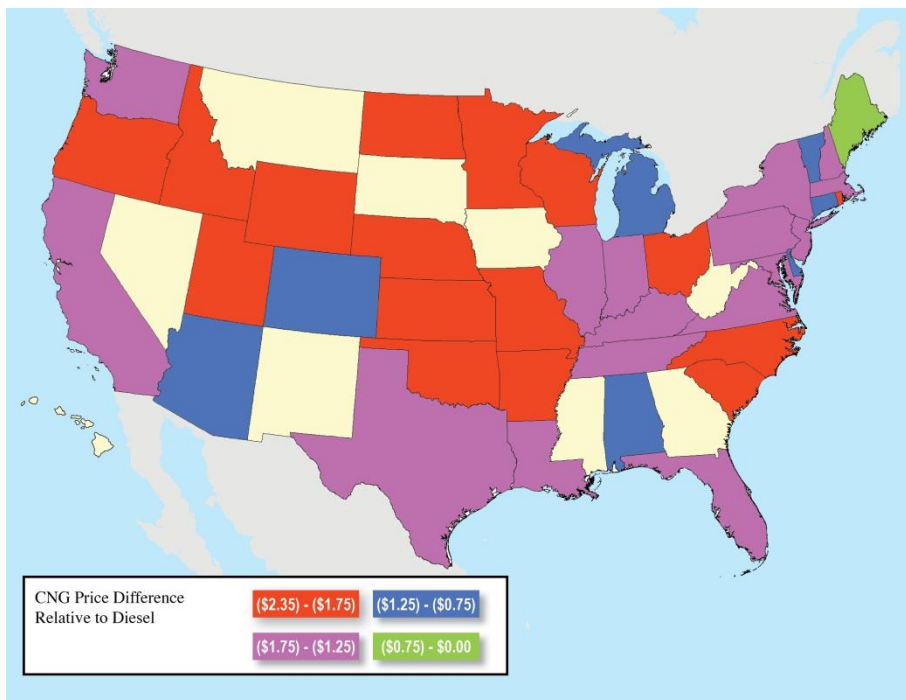 CNG Price Difference
Relative to Diesel
($2.35) - ($1.75)
($1.25) - ($0.75)
($1.75) - ($1.25)
($0.75) - $0.00